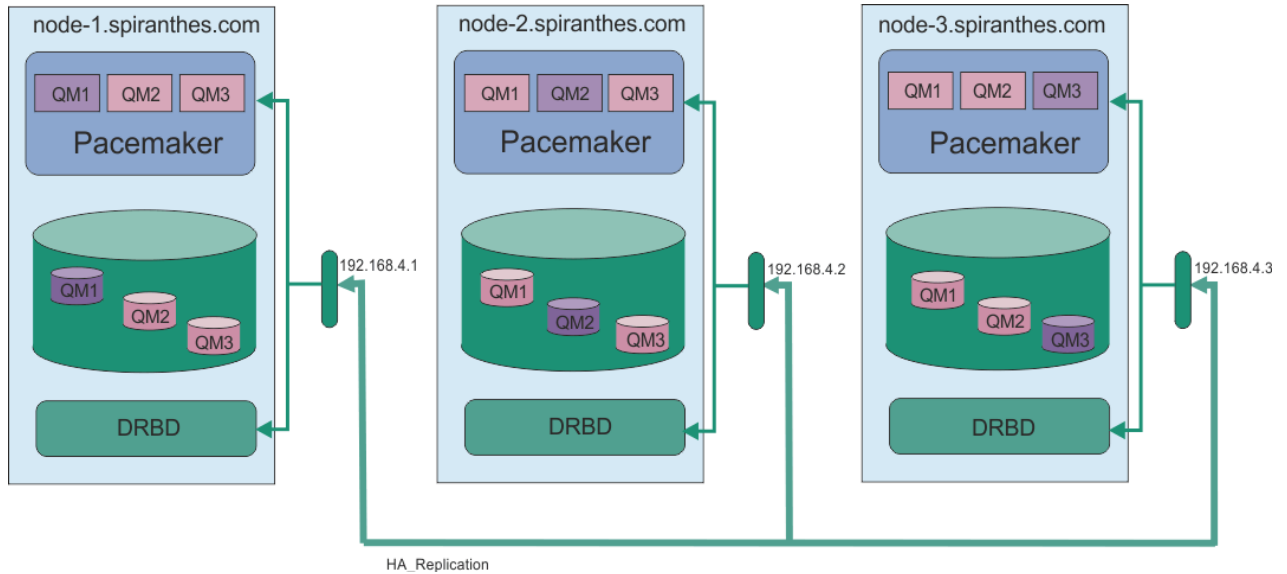 node-1.spiranthes.com
QM1 QM2 QM3
Pacemaker
QM1
QM2
QM3
DRBD
192.168.4.1
node-2.spiranthes.com
QM1 QM2 QM3
Pacemaker
QM1
QM2
QM3
DRBD
192.168.4.2
node-3.spiranthes.com
QM1 QM2 QM3
Pacemaker
QM1
QM2
QM3
DRBD
192.168.4.3
HA_Replication